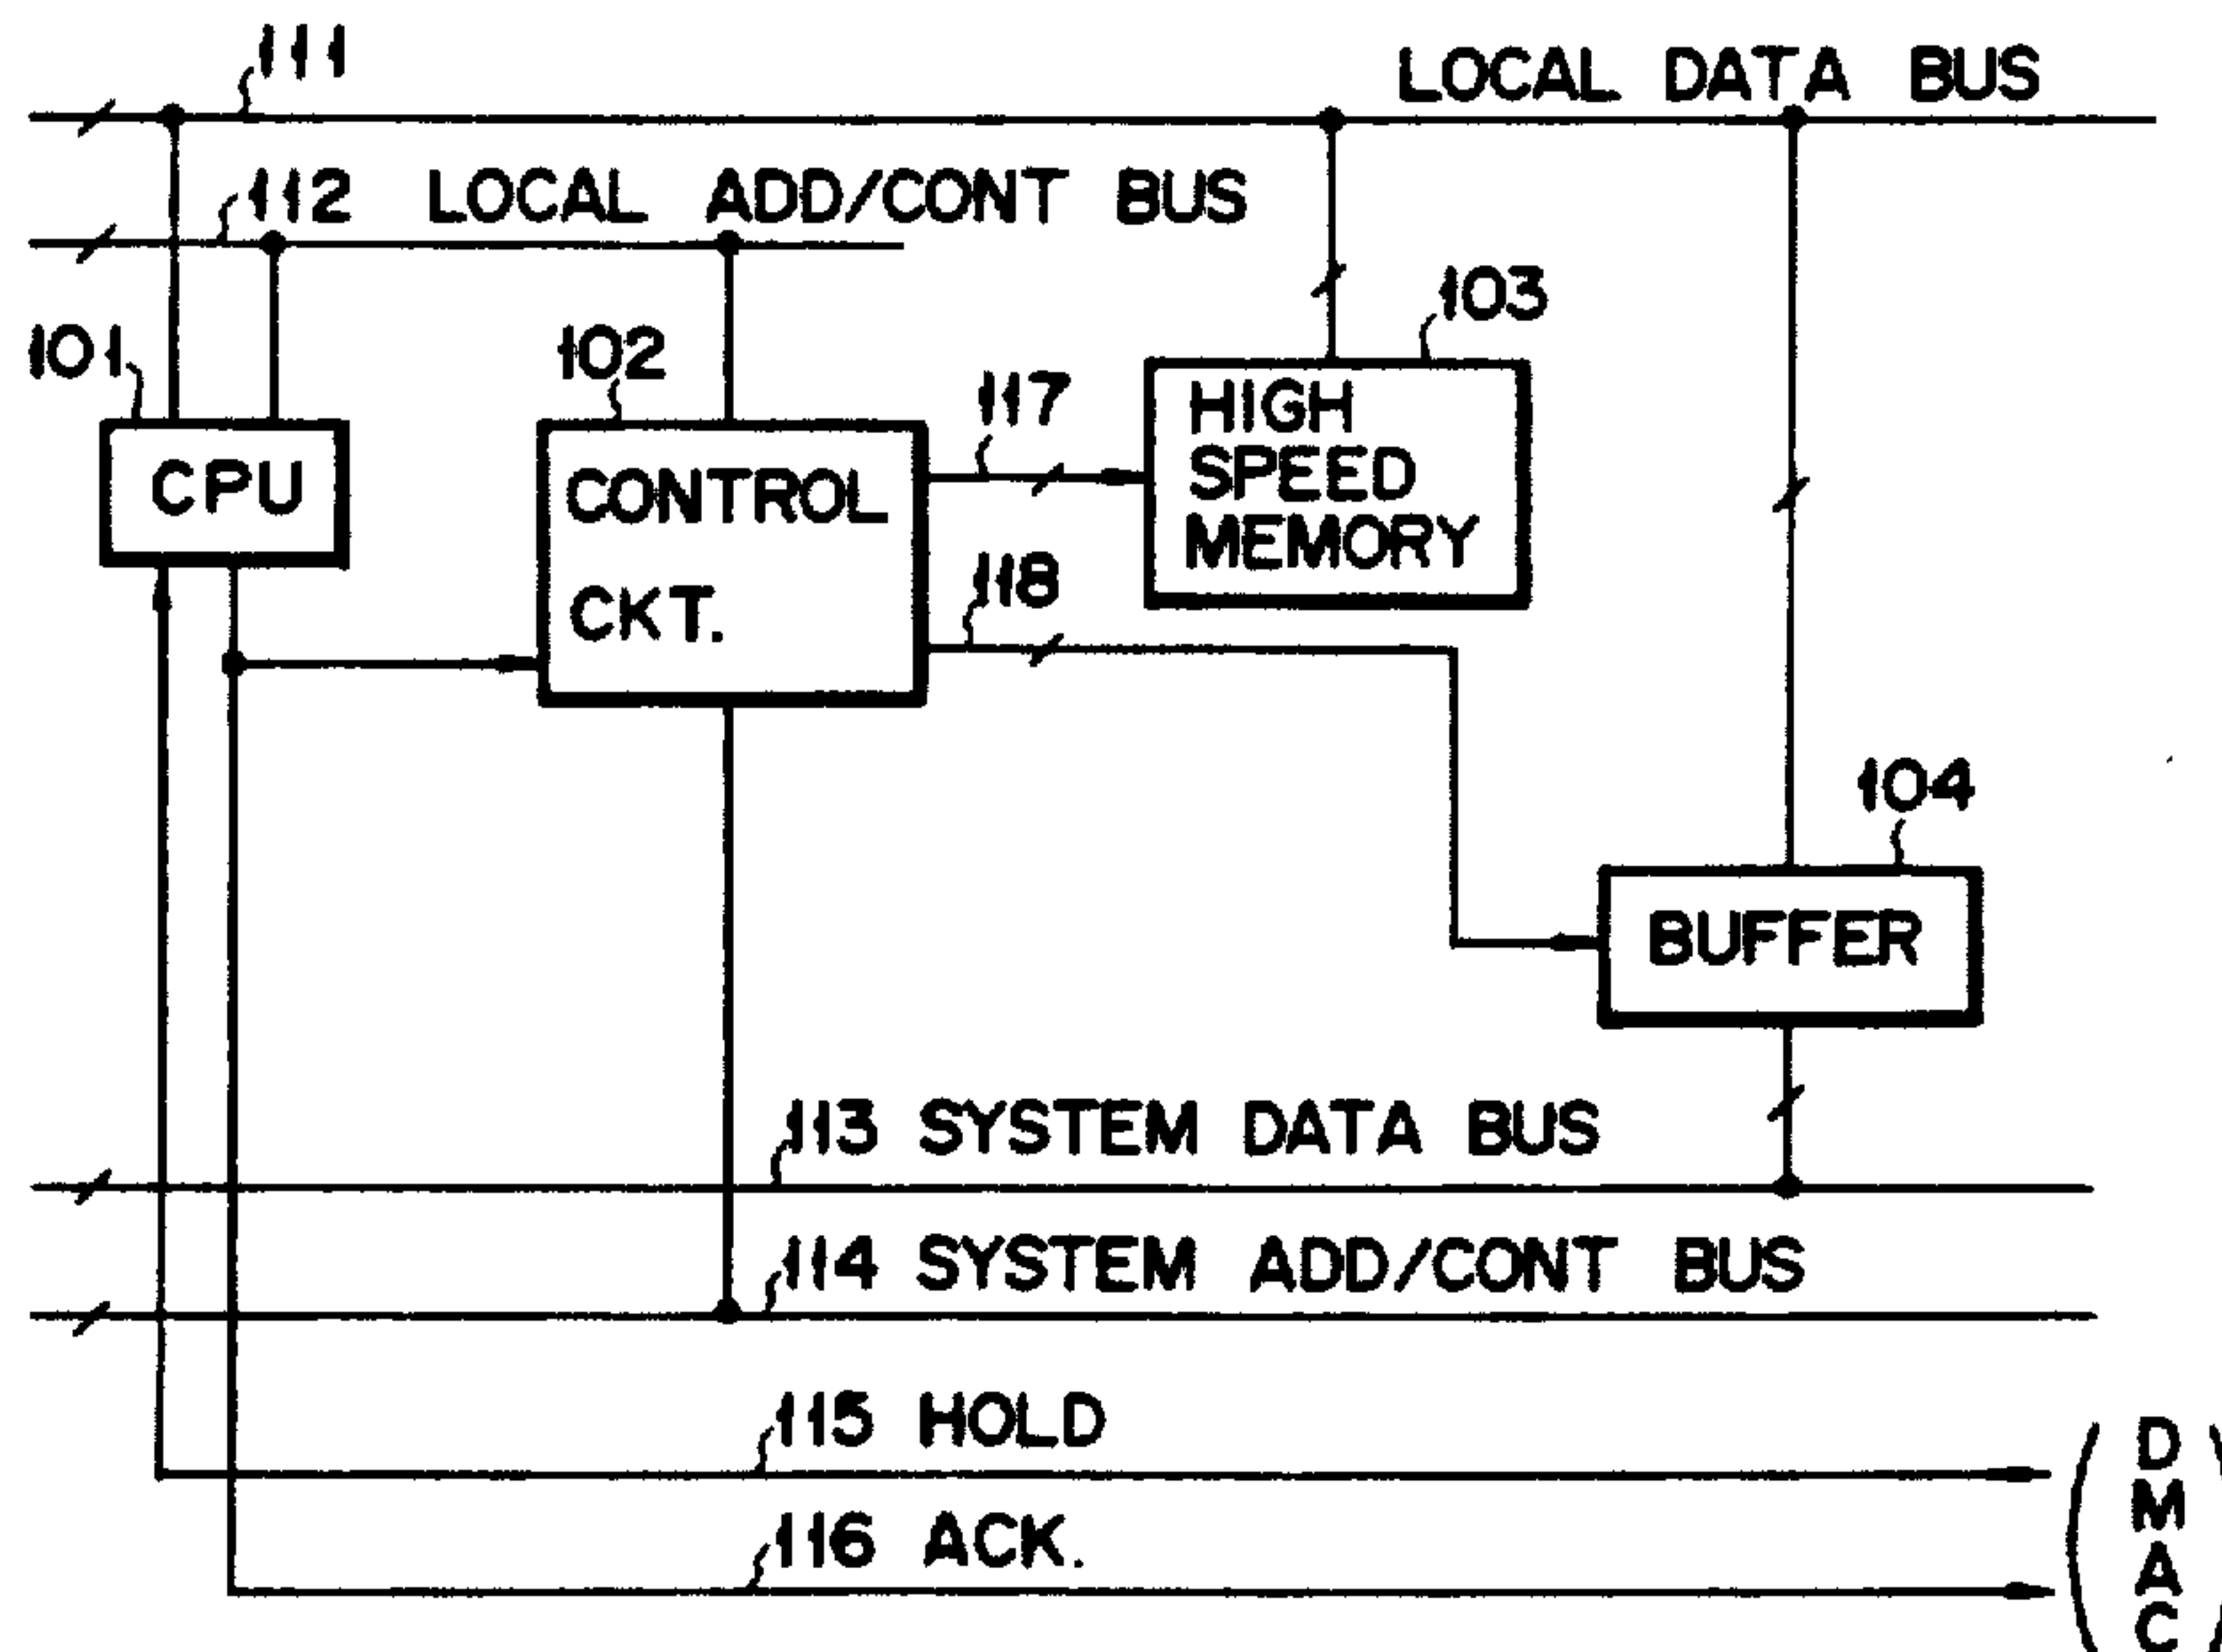 111
LOCAL DATA BUS
112 LOCAL ADD/CONT BUS
103
101
102
117
HIGH
SPEED
MEMORY
CPU
CONTROL
CKT.
118
104
BUFFER
113 SYSTEM DATA BUS
114 SYSTEM ADD/CONT BUS
115 HOLD
116 ACK.
(DMAC)